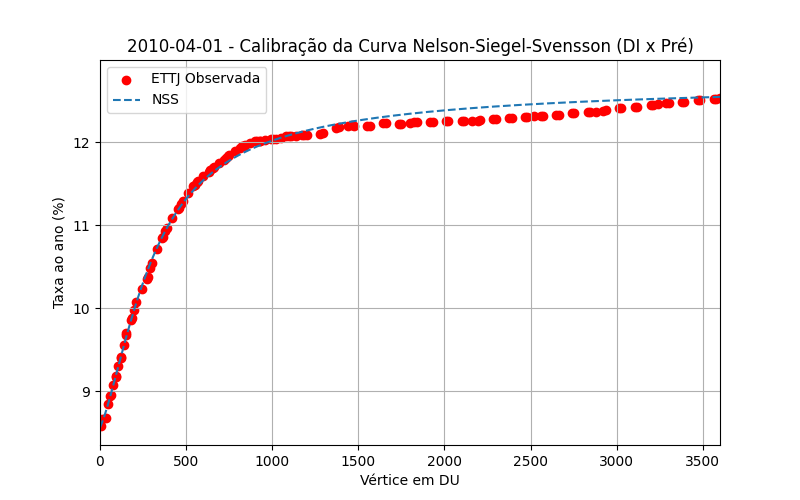 2010-04-01 - Calibração da Curva Nelson-Siegel-Svensson (DI x Pré)
ETTJ Observada
NSS
Taxa ao ano (%)
12
11
10
9
0 500 1000 1500 2000 2500 3000 3500
Vértice em DU